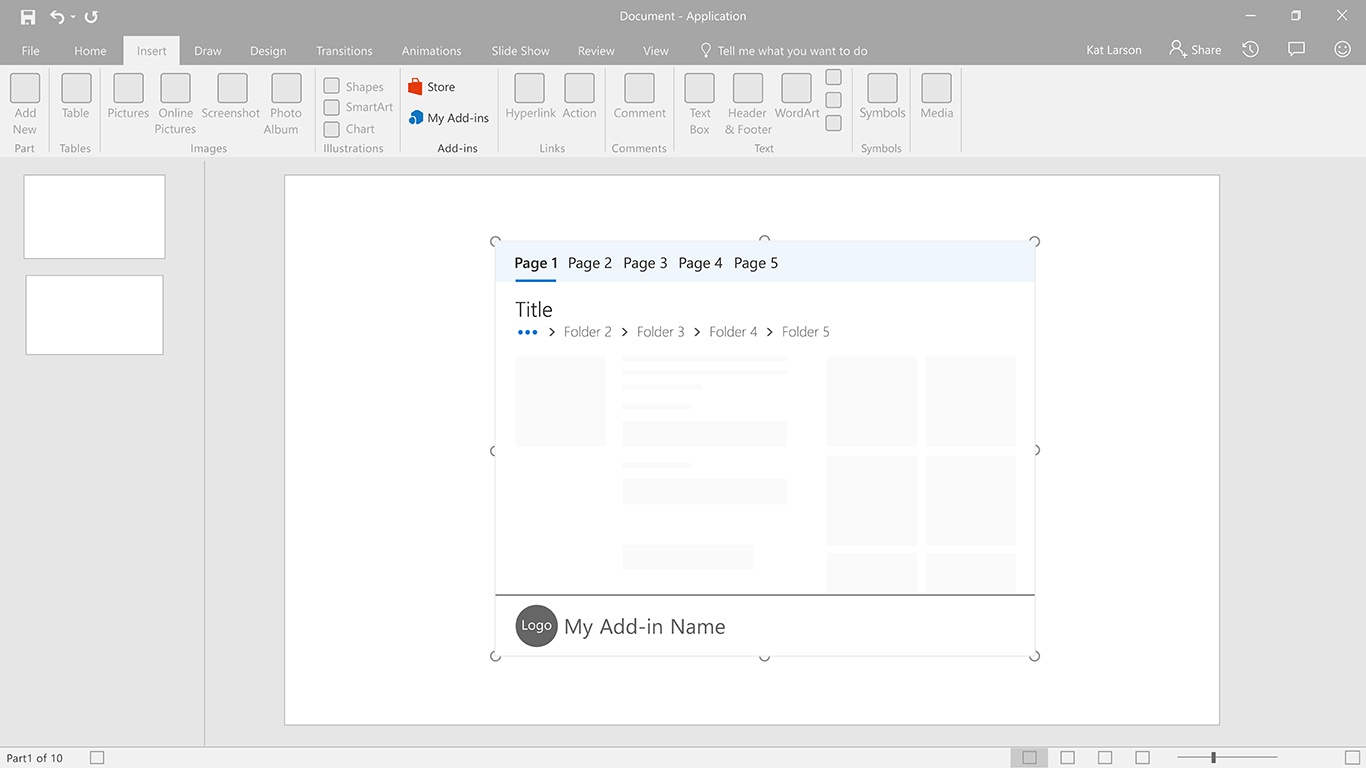 Document - Application
File Home Insert Draw Design Transitions Animations Slide Show Review View Tell me what you want to do Kat Larson Share
Add New
Table
Pictures
Online Pictures
Screenshot
Photo Album
Shapes
SmartArt
Chart
Store
My Add-ins
Hyperlink
Action
Comment
Text Box
Header & Footer
WordArt
Symbols
Media
Part Tables Images Illustrations Add-ins Links Comments Text Symbols
Page 1 Page 2 Page 3 Page 4 Page 5
Title
••• > Folder 2 > Folder 3 > Folder 4 > Folder 5
Logo My Add-in Name
Part1 of 10